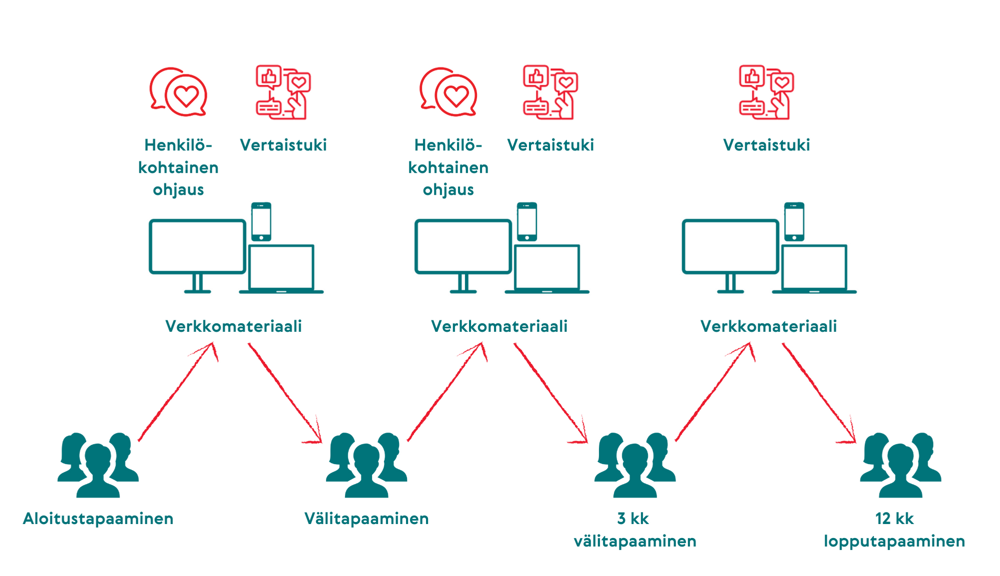 Henkilö-
kohtainen
ohjaus
Vertaistuki
Henkilö-
kohtainen
ohjaus
Vertaistuki
Vertaistuki
Verkkomateriaali
Verkkomateriaali
Verkkomateriaali
Aloitustapaaminen
Välitapaaminen
3 kk
välitapaaminen
12 kk
lopputapaaminen